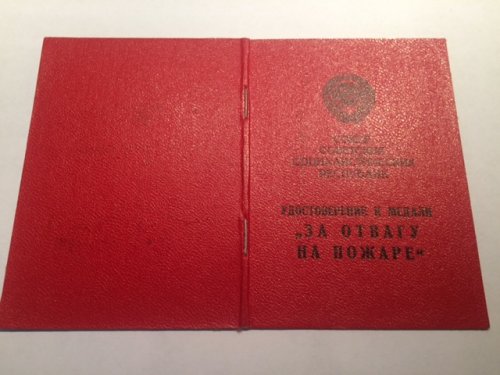 СОЮЗ
СОВЕТСКИХ
СОЦИАЛИСТИЧЕСКИХ
РЕСПУБЛИК
УДОСТОВЕРЕНИЕ К МЕДАЛИ
„ЗА ОТВАГУ
НА ПОЖАРЕ“